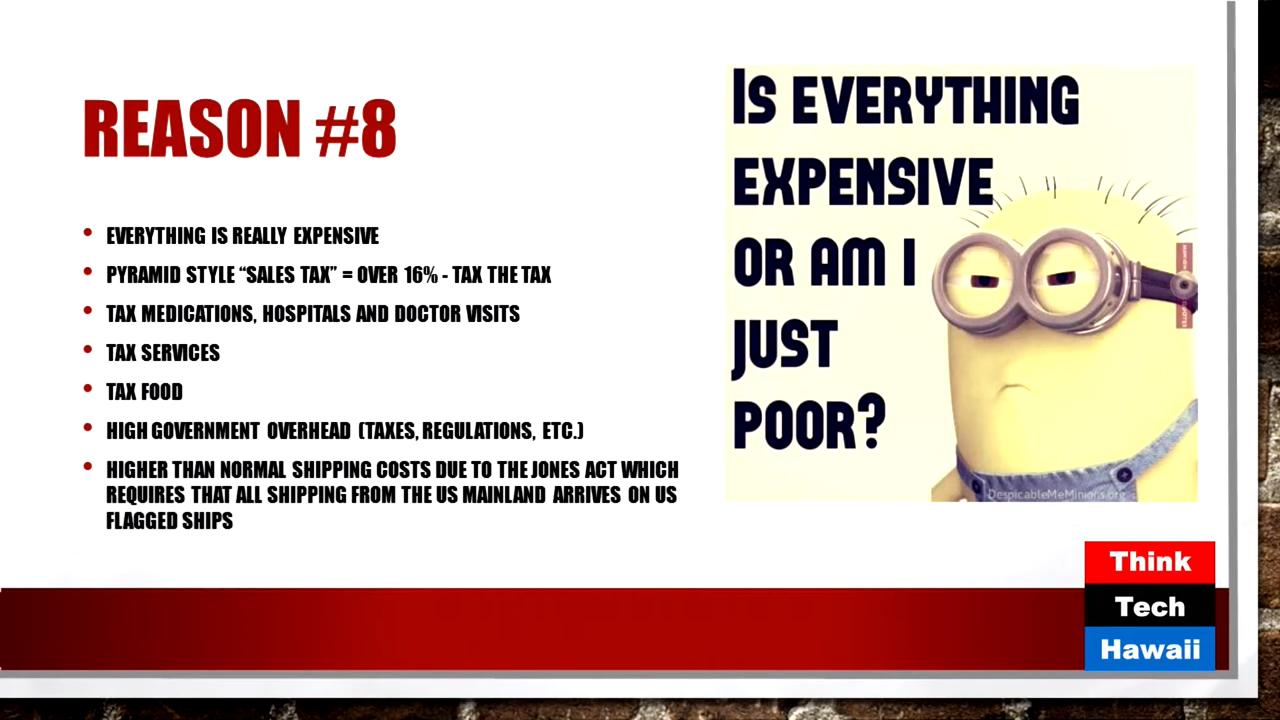 REASON #8
EVERYTHING IS REALLY EXPENSIVE
PYRAMID STYLE “SALES TAX” = OVER 16% - TAX THE TAX
TAX MEDICATIONS, HOSPITALS AND DOCTOR VISITS
TAX SERVICES
TAX FOOD
HIGH GOVERNMENT OVERHEAD (TAXES, REGULATIONS, ETC.)
HIGHER THAN NORMAL SHIPPING COSTS DUE TO THE JONES ACT WHICH
REQUIRES THAT ALL SHIPPING FROM THE US MAINLAND ARRIVES ON US
FLAGGED SHIPS
IS EVERYTHING
EXPENSIVE
OR AM I
JUST
POOR?
DespicableMeMinions.org
Think
Tech
Hawaii